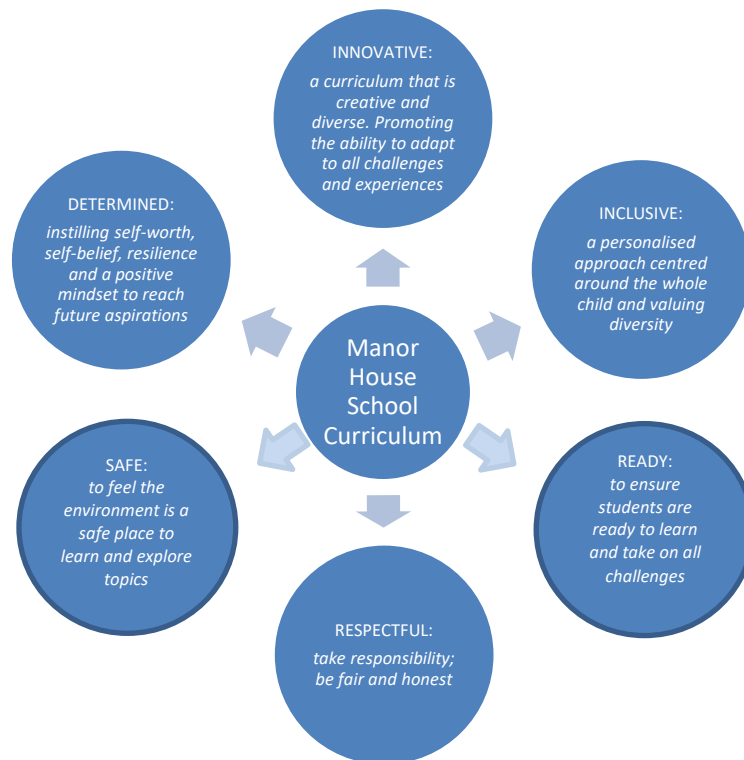 INNOVATIVE:
a curriculum that is
creative and
diverse. Promoting
the ability to adapt
to all challenges
and experiences
DETERMINED:
instilling self-worth,
self-belief, resilience
and a positive
mindset to reach
future aspirations
INCLUSIVE:
a personalised
approach centred
around the whole
child and valuing
diversity
Manor
House
School
Curriculum
SAFE:
to feel the
environment is a
safe place to
learn and explore
topics
READY:
to ensure
students are
ready to learn
and take on all
challenges
RESPECTFUL:
take responsibility;
be fair and honest